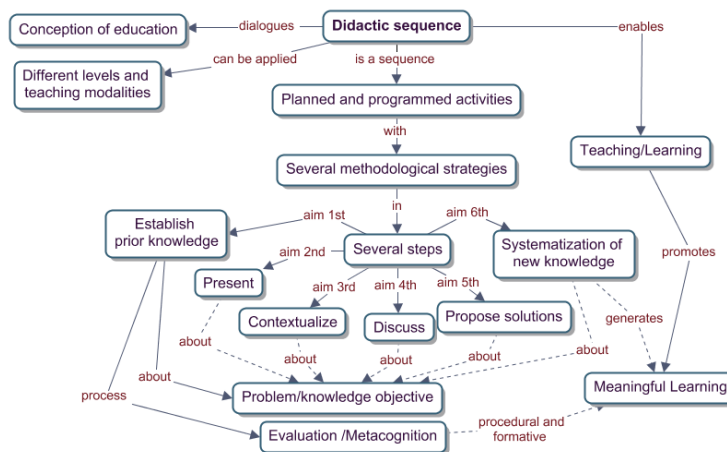 Conception of education
dialogues
Didactic sequence
enables
can be applied
is a sequence
Different levels and
teaching modalities
Planned and programmed activities
with
Teaching/Learning
Several methodological strategies
in
Establish
prior knowledge
aim 1st
aim 6th
Several steps
Systematization of
new knowledge
promotes
aim 2nd
Present
aim 3rd
aim 4th
aim 5th
Contextualize
Discuss
Propose solutions
generates
about
about
about
about
about
about
process
Problem/knowledge objective
Meaningful Learning
Evaluation /Metacognition
procedural and
formative